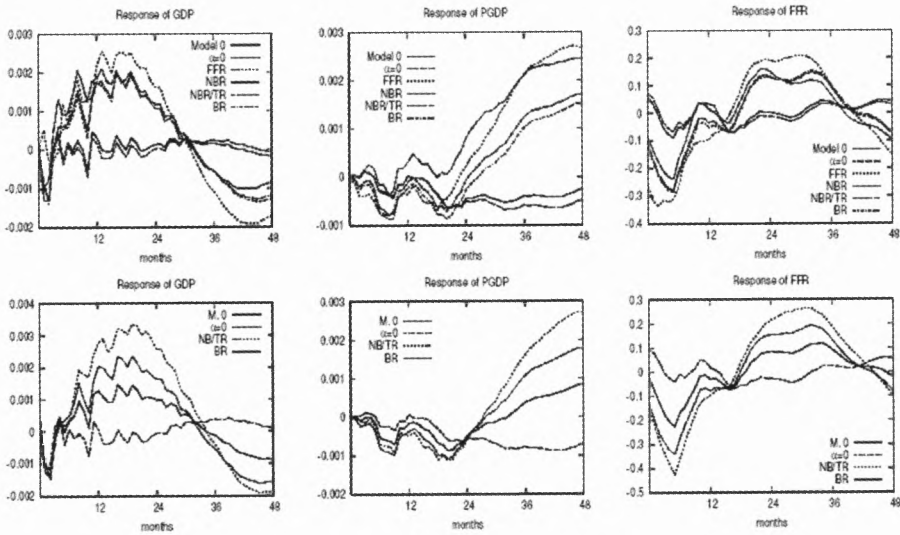 Response of GDP
0.003
0.002
0.001
0
-0.001
-0.002
Model 0
α=0
FFR
NBR
NBR/TR
BR
12 24 36 48
months
Response of PGDP
0.003
0.002
0.001
0
-0.001
Model 0
α=0
FFR
NBR
NBR/TR
BR
12 24 36 48
months
Response of FFR
0.3
0.2
0.1
0
-0.1
-0.2
-0.3
-0.4
Model 0
α=0
FFR
NBR
NBR/TR
BR
12 24 36 48
months
Response of GDP
0.004
0.003
0.002
0.001
0
-0.001
-0.002
M. 0
α=0
NB/TR
BR
12 24 36 48
months
Response of PGDP
0.003
0.002
0.001
0
-0.001
-0.002
M. 0
α=0
NB/TR
BR
12 24 36 48
months
Response of FFR
0.3
0.2
0.1
0
-0.1
-0.2
-0.3
-0.4
-0.5
M. 0
α=0
NB/TR
BR
12 24 36 48
months